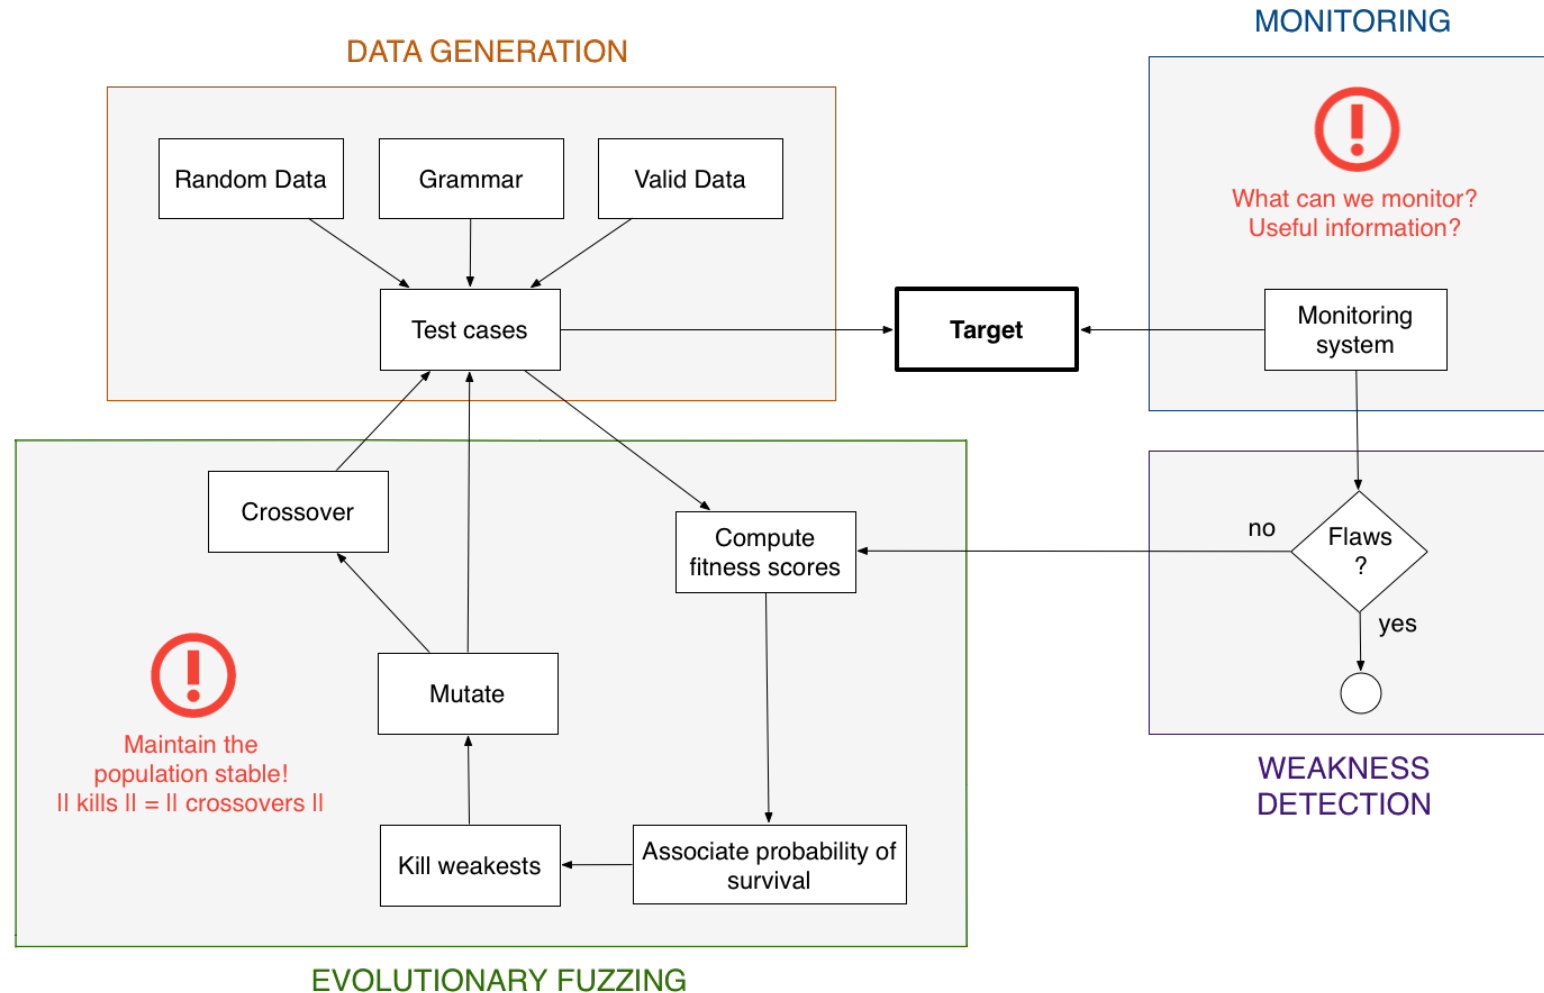 MONITORING
DATA GENERATION
Random Data
Grammar
Valid Data
What can we monitor?
Useful information?
Test cases
Target
Monitoring
system
Crossover
Compute
fitness scores
no
Flaws
?
yes
Mutate
Maintain the
population stable!
|| kills || = || crossovers ||
WEAKNESS
DETECTION
Kill weakests
Associate probability of
survival
EVOLUTIONARY FUZZING